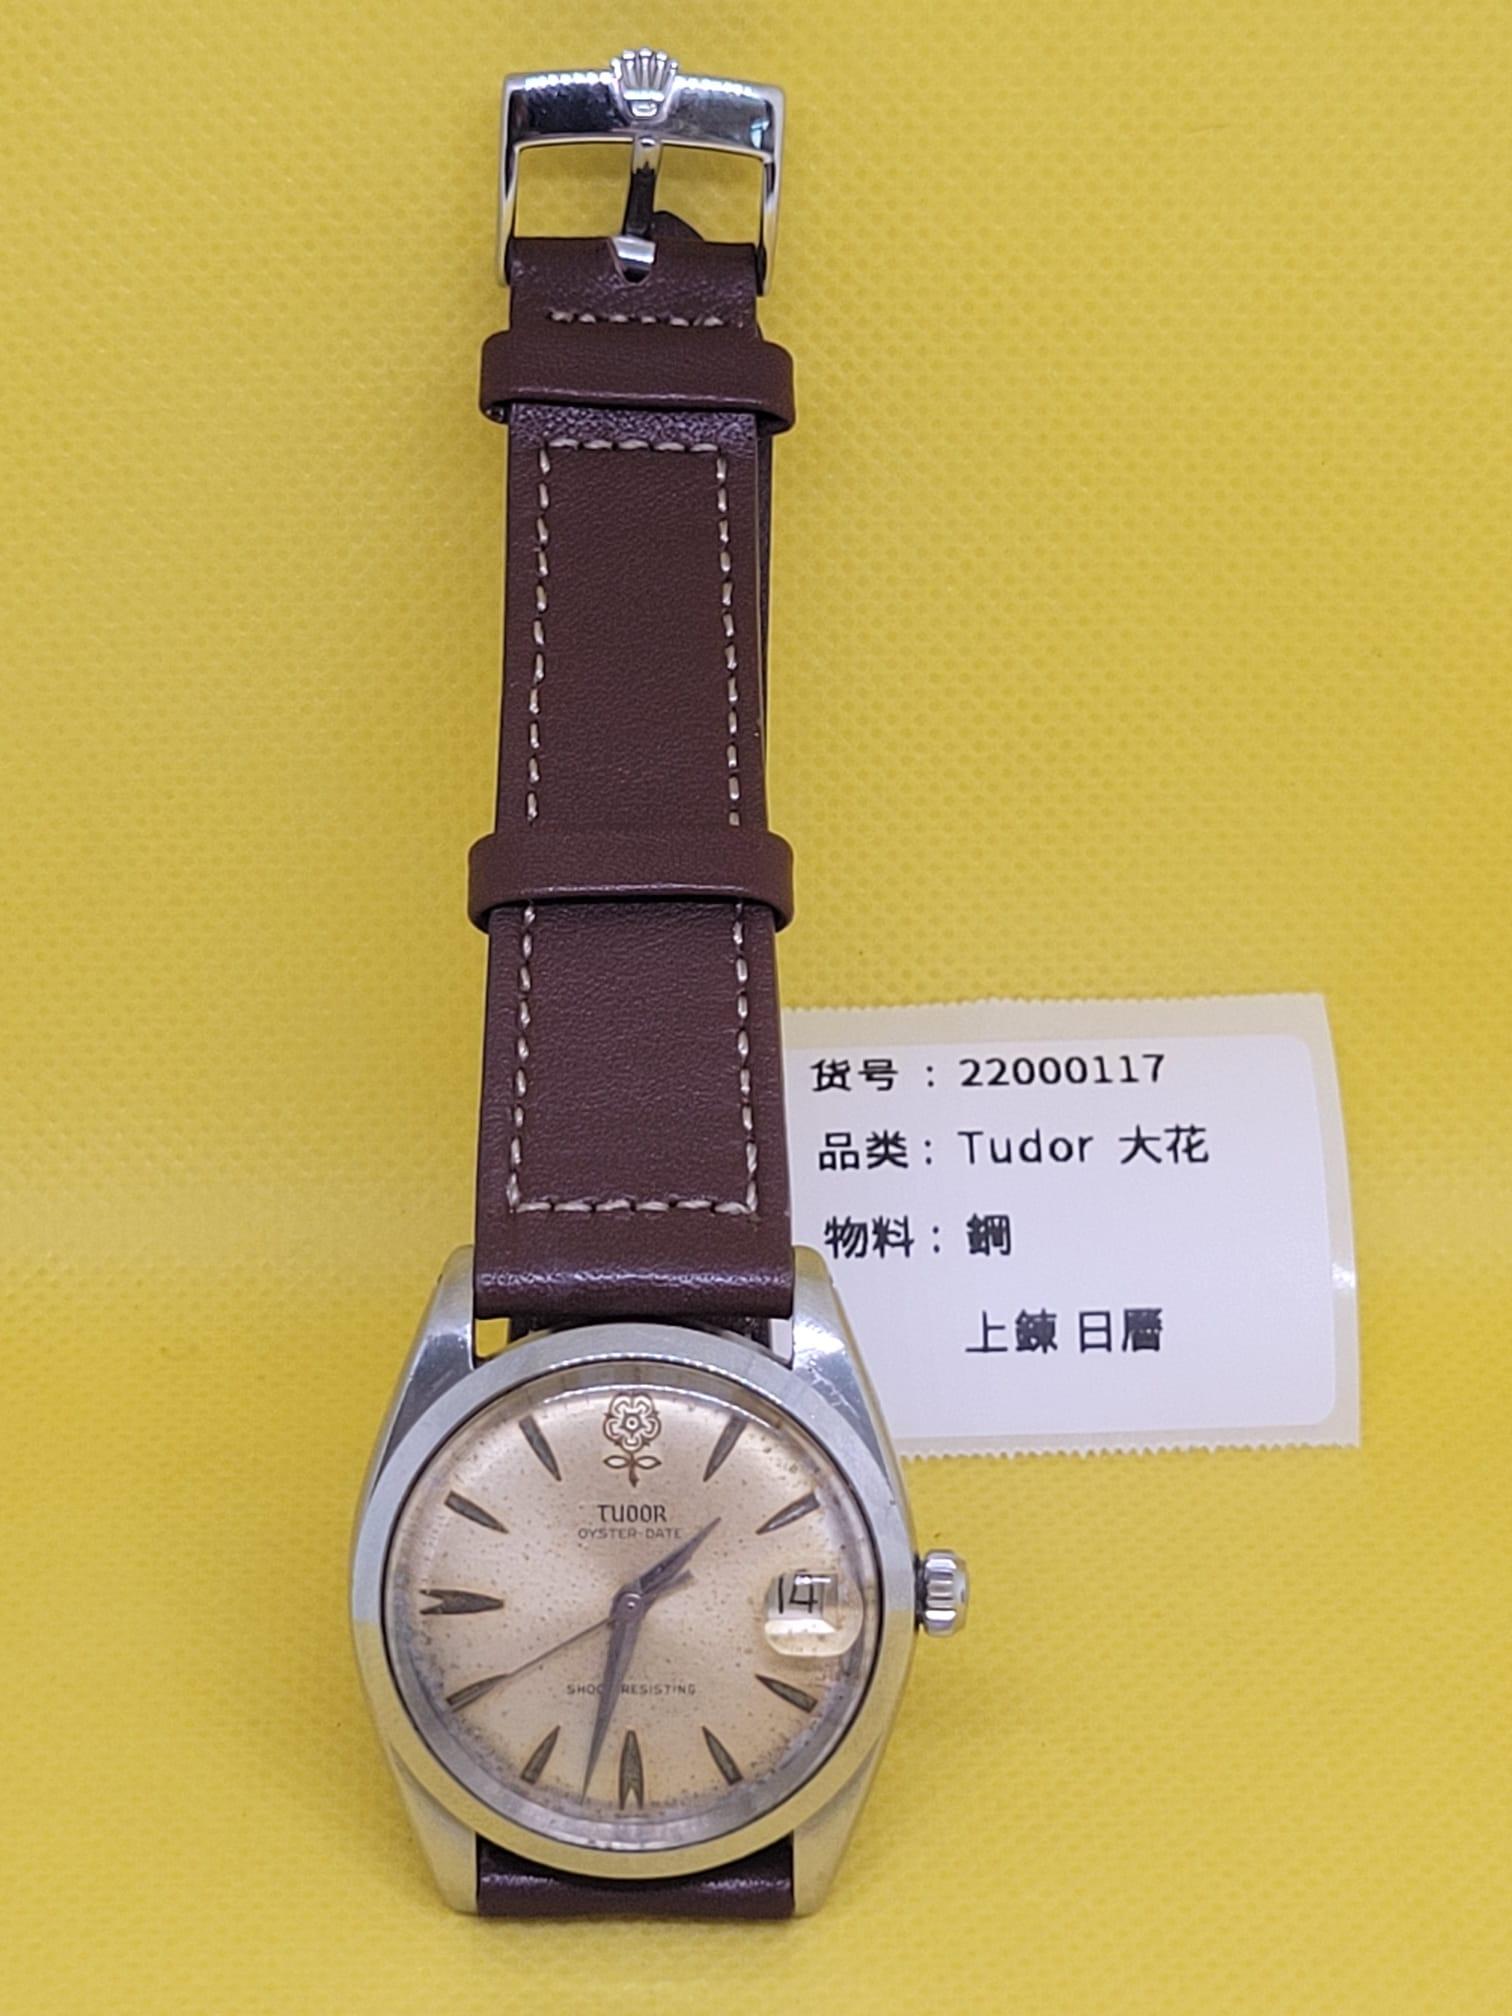 货号：22000117
品类：Tudor 大花
物料：鋼
上鍊 日曆
TUDOR
OYSTER-DATE
14
SHOCK RESISTING